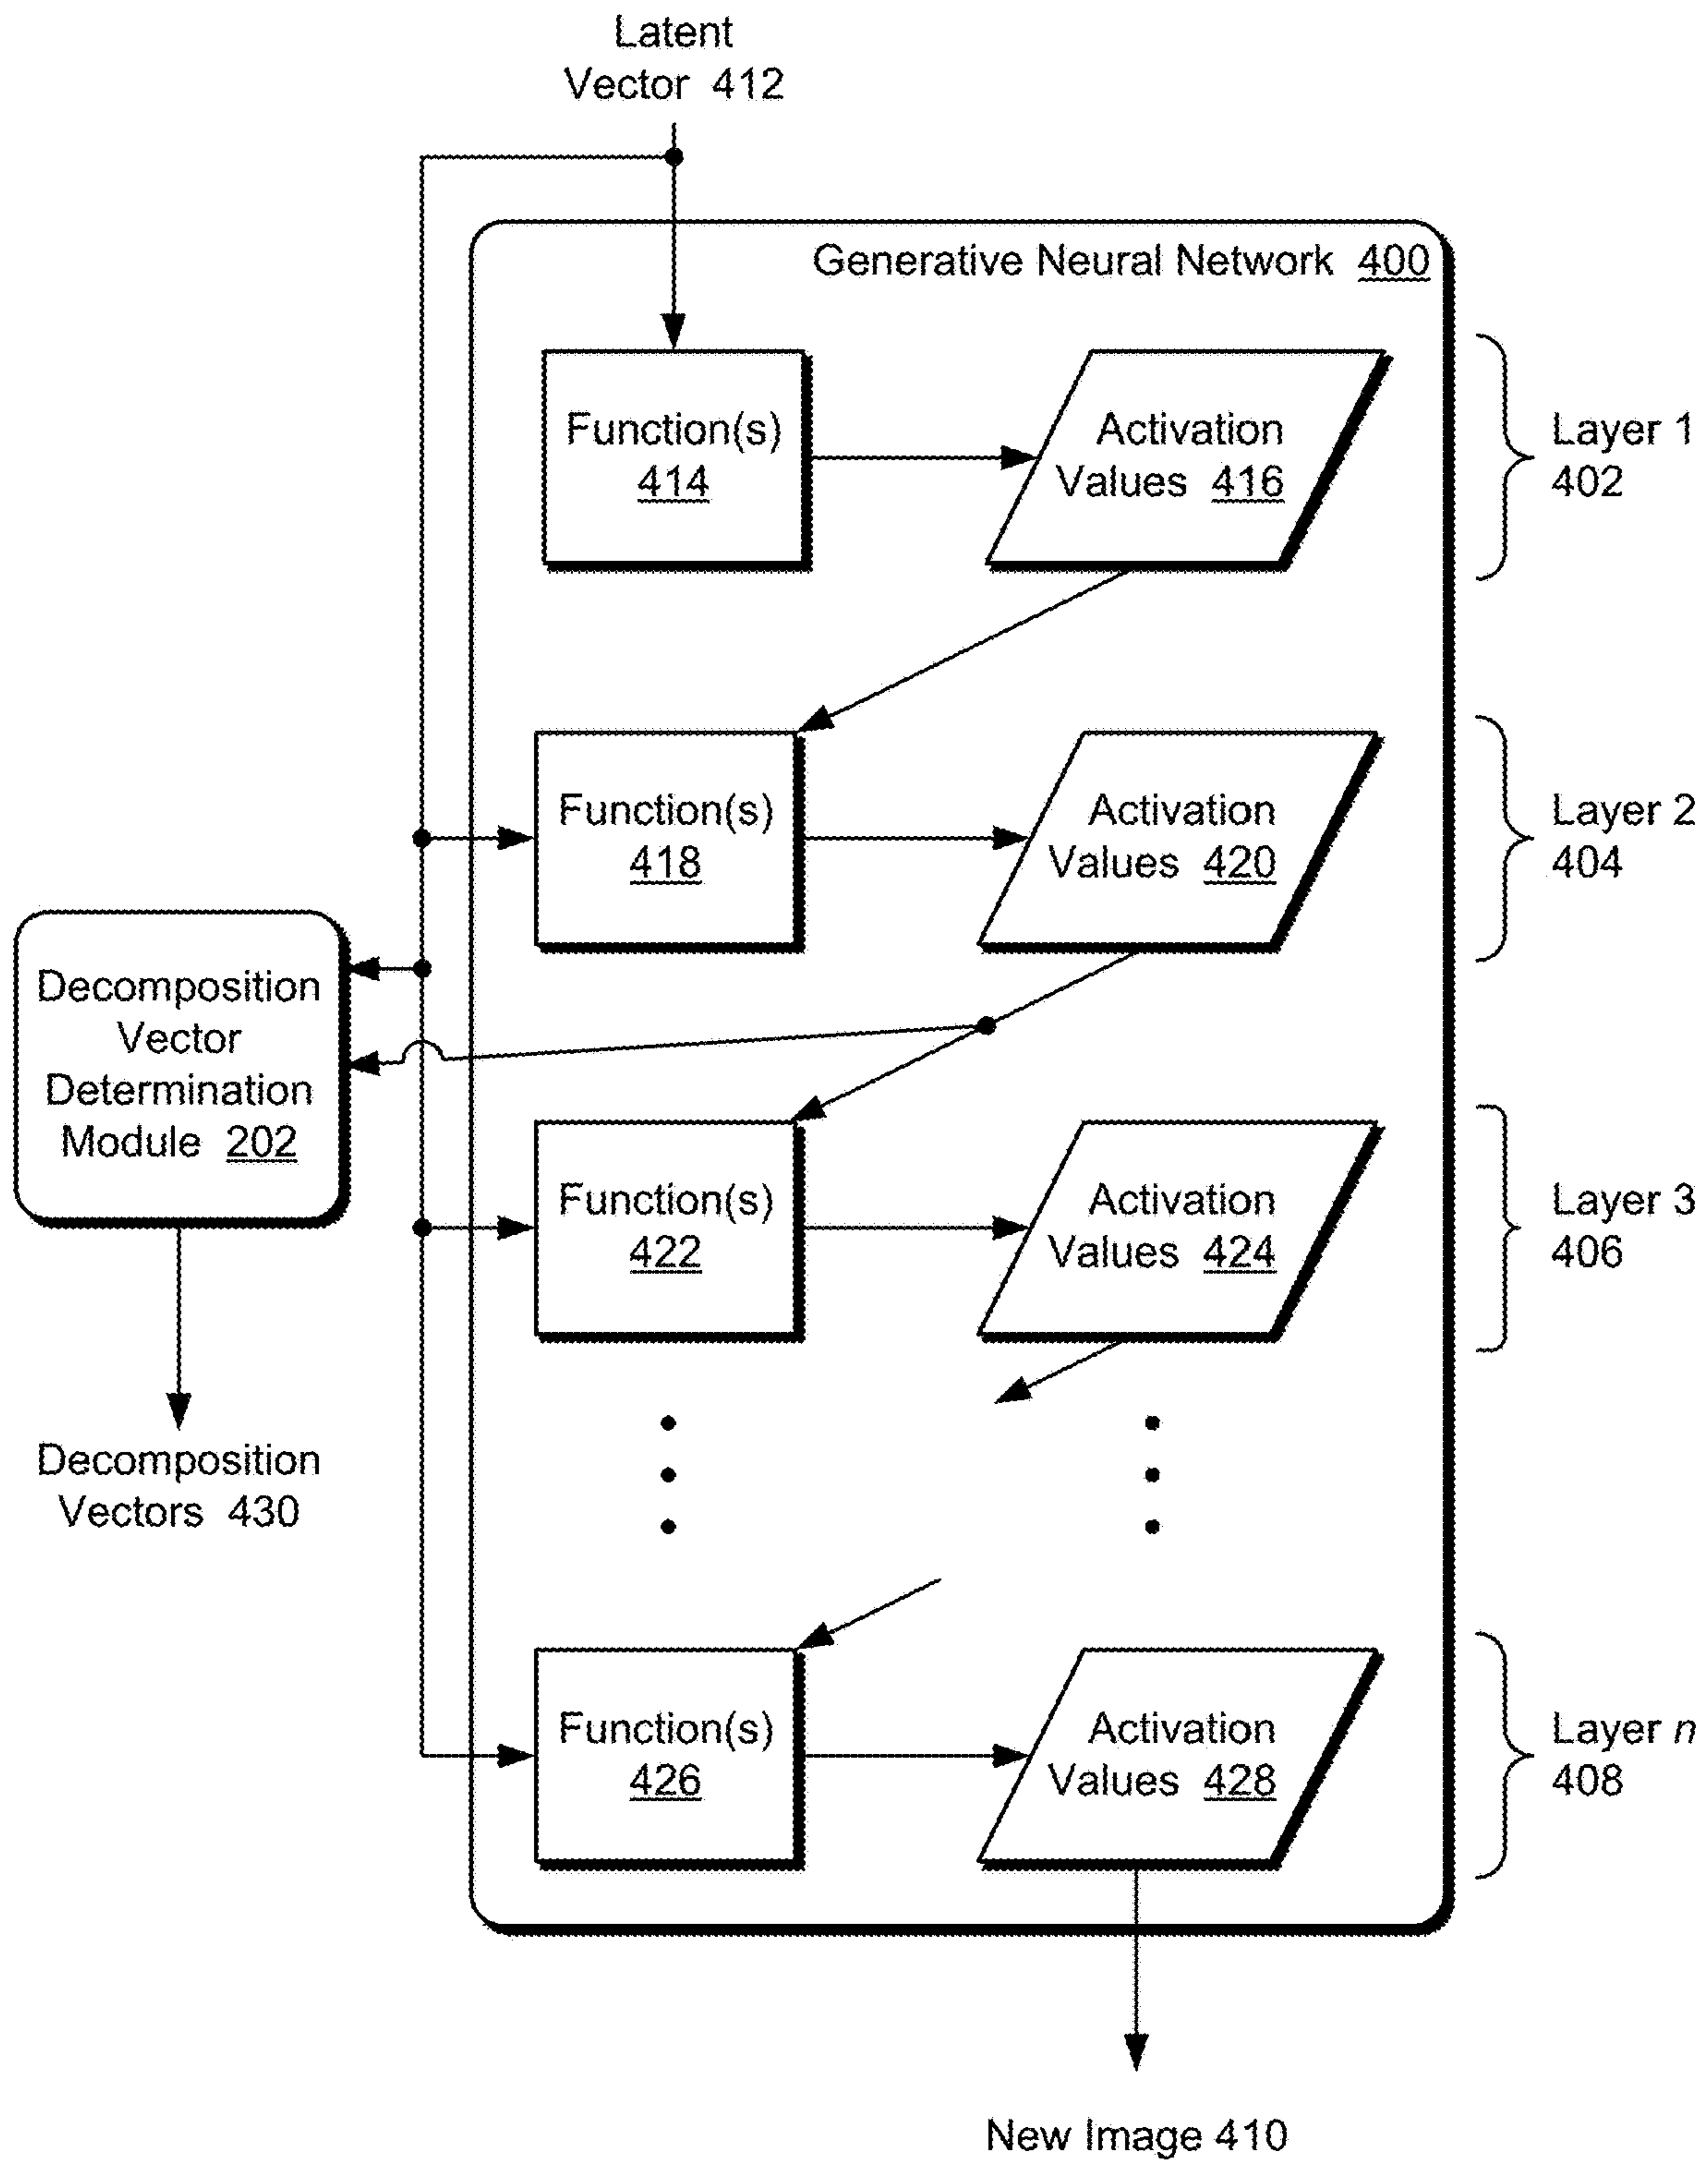 Latent
Vector 412
Generative Neural Network 400
Function(s)
414
Activation
Values 416
Layer 1
402
Function(s)
418
Activation
Values 420
Layer 2
404
Decomposition
Vector
Determination
Module 202
Function(s)
422
Activation
Values 424
Layer 3
406
Decomposition
Vectors 430
Function(s)
426
Activation
Values 428
Layer n
408
New Image 410